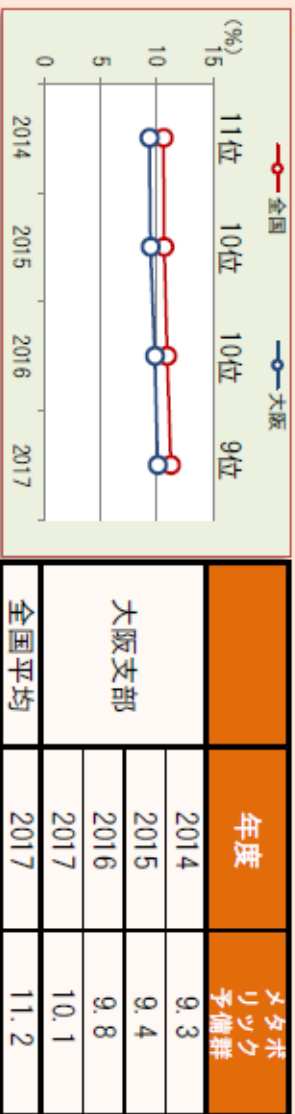 全国 大阪
(%)
11位 10位 10位 9位
15
10
5
0
2014 2015 2016 2017
年度 メタボ
リック
予備群
大阪支部
2014 9.3
2015 9.4
2016 9.8
2017 10.1
全国平均 2017 11.2